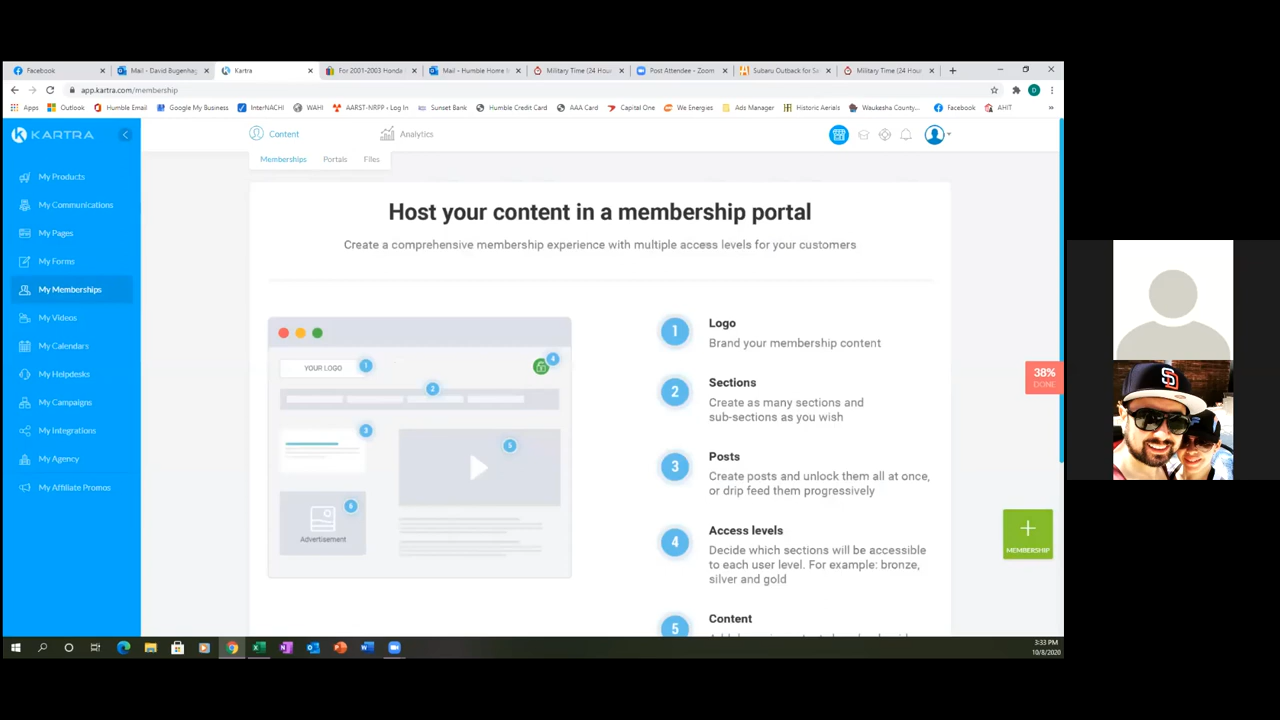 Facebook
Mail - David Bugenhag
Kartra
For 2001-2003 Honda
Mail - Humble Home
Military Time (24 Hour
Post Attendee - Zoom
Subaru Outback for Sa
Military Time (24 Hour
app.kartra.com/membership
Apps
Outlook
Humble Email
Google My Business
InterNACHI
WAHI
AARST-NRPP › Log In
Sunset Bank
Humble Credit Card
AAA Card
Capital One
We Energies
Ads Manager
Historic Aerials
Waukesha County...
Facebook
AHIT
KARTRA
Content
Analytics
Memberships
Portals
Files
My Products
My Communications
My Pages
My Forms
My Memberships
My Videos
My Calendars
My Helpdesks
My Campaigns
My Integrations
My Agency
My Affiliate Promos
Host your content in a membership portal
Create a comprehensive membership experience with multiple access levels for your customers
YOUR LOGO
1
4
2
3
5
6
Advertisement
1
Logo
Brand your membership content
2
Sections
Create as many sections and
sub-sections as you wish
3
Posts
Create posts and unlock them all at once,
or drip feed them progressively
4
Access levels
Decide which sections will be accessible
to each user level. For example: bronze,
silver and gold
5
Content
38%
DONE
+
MEMBERSHIP
3:33 PM
10/8/2020